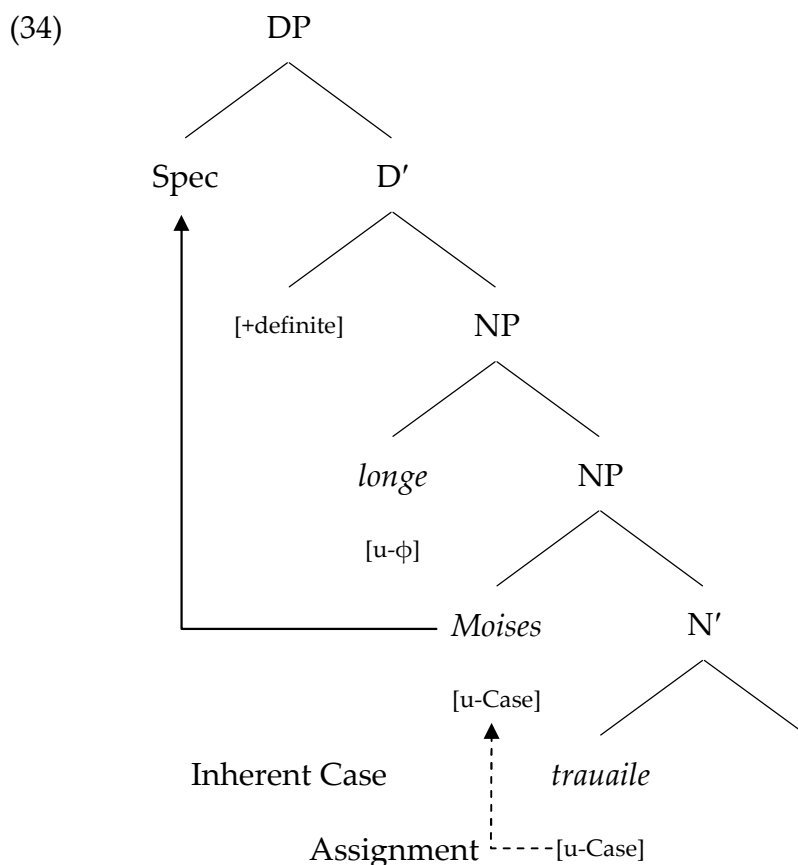 (34) DP
Spec D′
[+definite] NP
longe NP
[u-ϕ]
Moises N′
[u-Case]
Inherent Case trauaile
Assignment [u-Case]